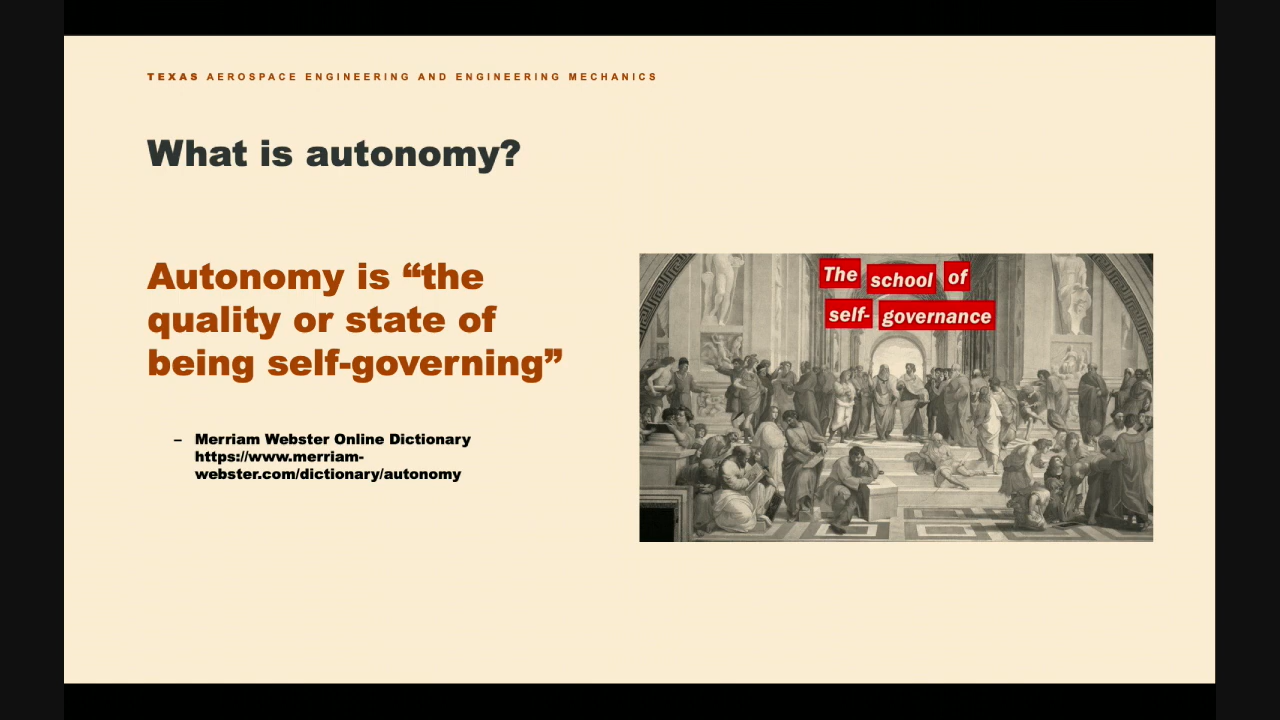 TEXAS AEROSPACE ENGINEERING AND ENGINEERING MECHANICS
What is autonomy?
Autonomy is “the
quality or state of
being self-governing”
– Merriam Webster Online Dictionary
https://www.merriam-
webster.com/dictionary/autonomy
The school of
self- governance